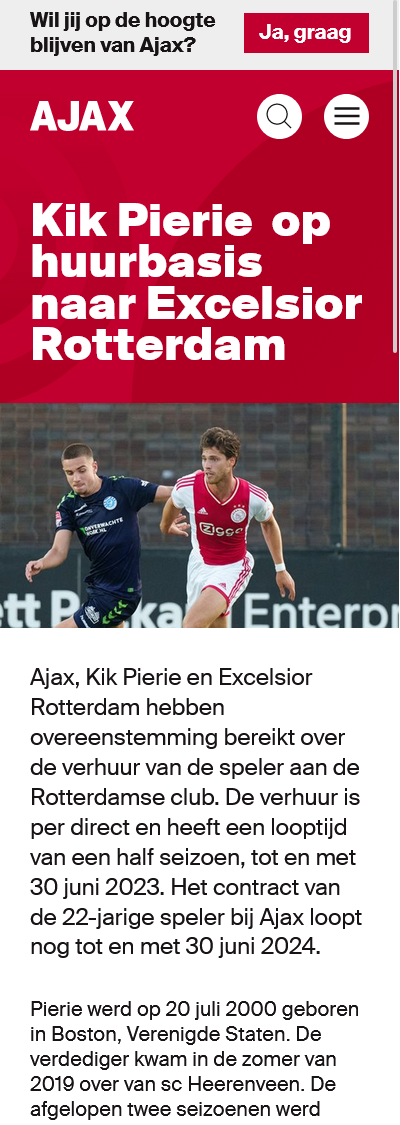 Wil jij op de hoogte
blijven van Ajax?
Ja, graag
AJAX
Kik Pierie op
huurbasis
naar Excelsior
Rotterdam
ONVERWACHTE
Ziggo
Enterpr
Ajax, Kik Pierie en Excelsior
Rotterdam hebben
overeenstemming bereikt over
de verhuur van de speler aan de
Rotterdamse club. De verhuur is
per direct en heeft een looptijd
van een half seizoen, tot en met
30 juni 2023. Het contract van
de 22-jarige speler bij Ajax loopt
nog tot en met 30 juni 2024.
Pierie werd op 20 juli 2000 geboren
in Boston, Verenigde Staten. De
verdediger kwam in de zomer van
2019 over van sc Heerenveen. De
afgelopen twee seizoenen werd